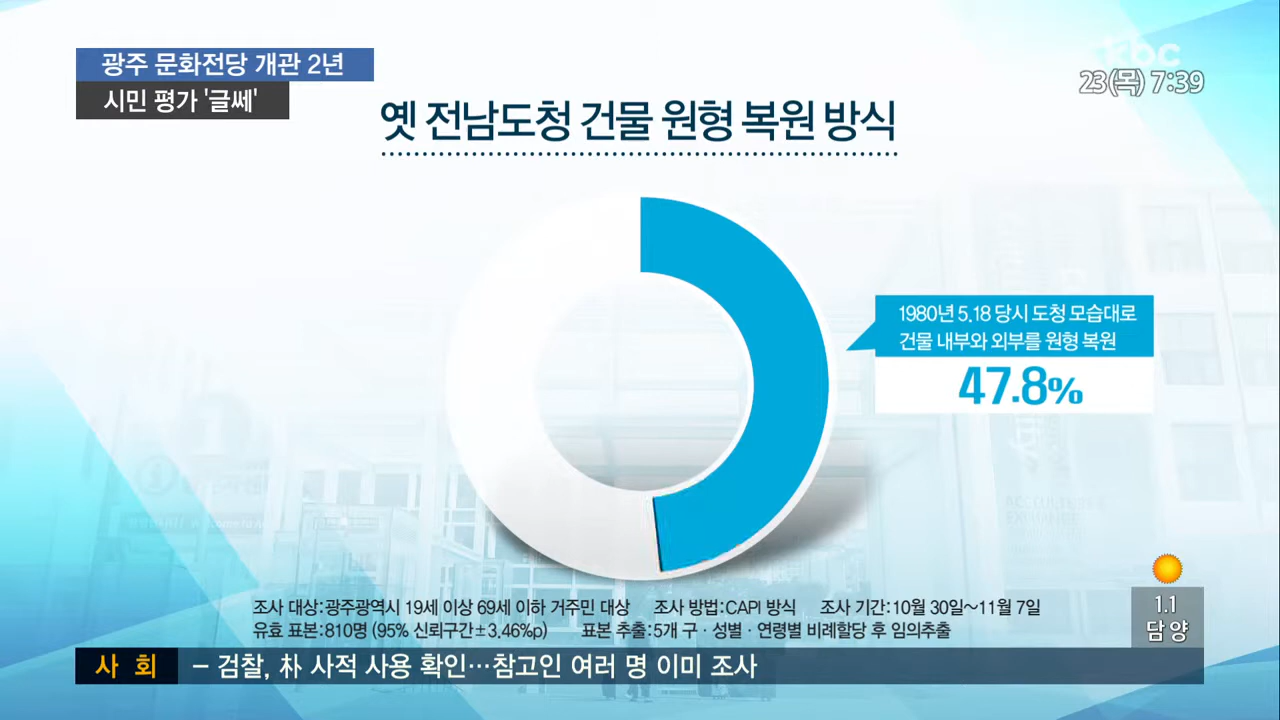 광주 문화전당 개관 2년
시민 평가 '글쎄'
kbc
23(목) 7:39
옛 전남도청 건물 원형 복원 방식
1980년 5.18 당시 도청 모습대로
건물 내부와 외부를 원형 복원
47.8%
조사 대상:광주광역시 19세 이상 69세 이하 거주민 대상 조사 방법:CAPI 방식 조사 기간:10월 30일~11월 7일
유효 표본:810명 (95% 신뢰구간±3.46%p) 표본 추출:5개 구·성별·연령별 비례할당 후 임의추출
1.1
담양
사 회 – 검찰, 朴 사적 사용 확인…참고인 여러 명 이미 조사